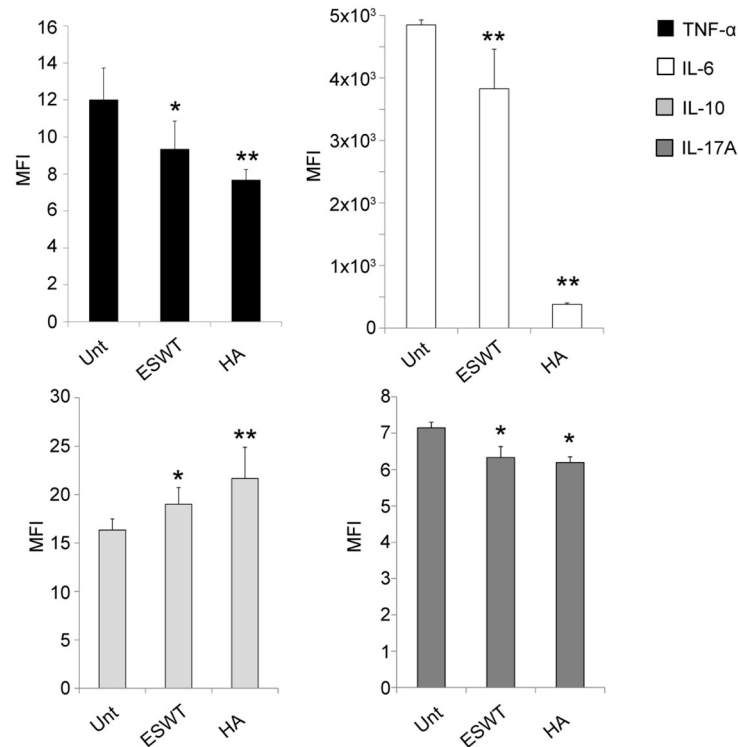 16
14
12
10
8
6
4
2
0
MFI
*
**
Unt
ESWT
HA
5x10³
4x10³
3x10³
2x10³
1x10³
0
MFI
**
**
Unt
ESWT
HA
TNF-α
IL-6
IL-10
IL-17A
30
25
20
15
10
5
0
MFI
*
**
Unt
ESWT
HA
8
7
6
5
4
3
2
1
0
MFI
*
*
Unt
ESWT
HA